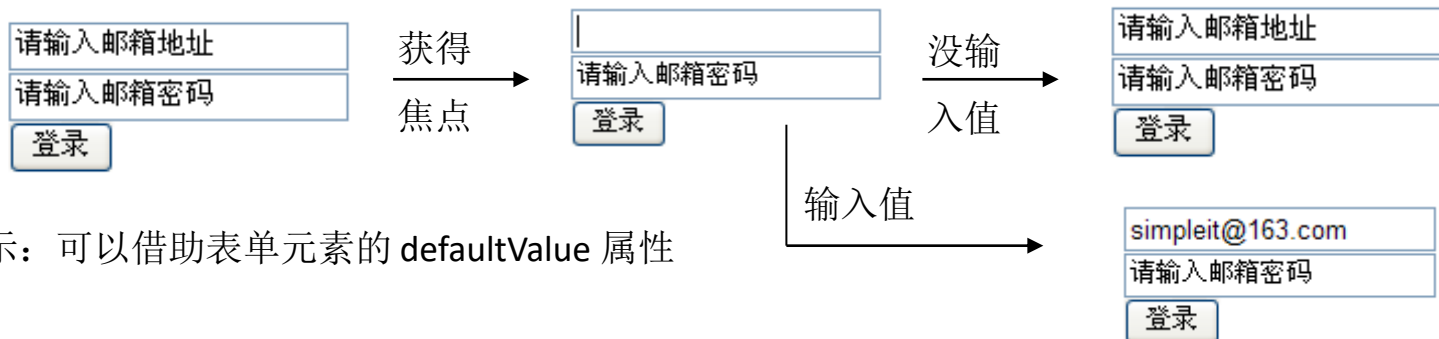 请输入邮箱地址
请输入邮箱密码
登录
获得
焦点
请输入邮箱密码
登录
没输
入值
请输入邮箱地址
请输入邮箱密码
登录
输入值
示：可以借助表单元素的 defaultValue 属性
simpleit@163.com
请输入邮箱密码
登录